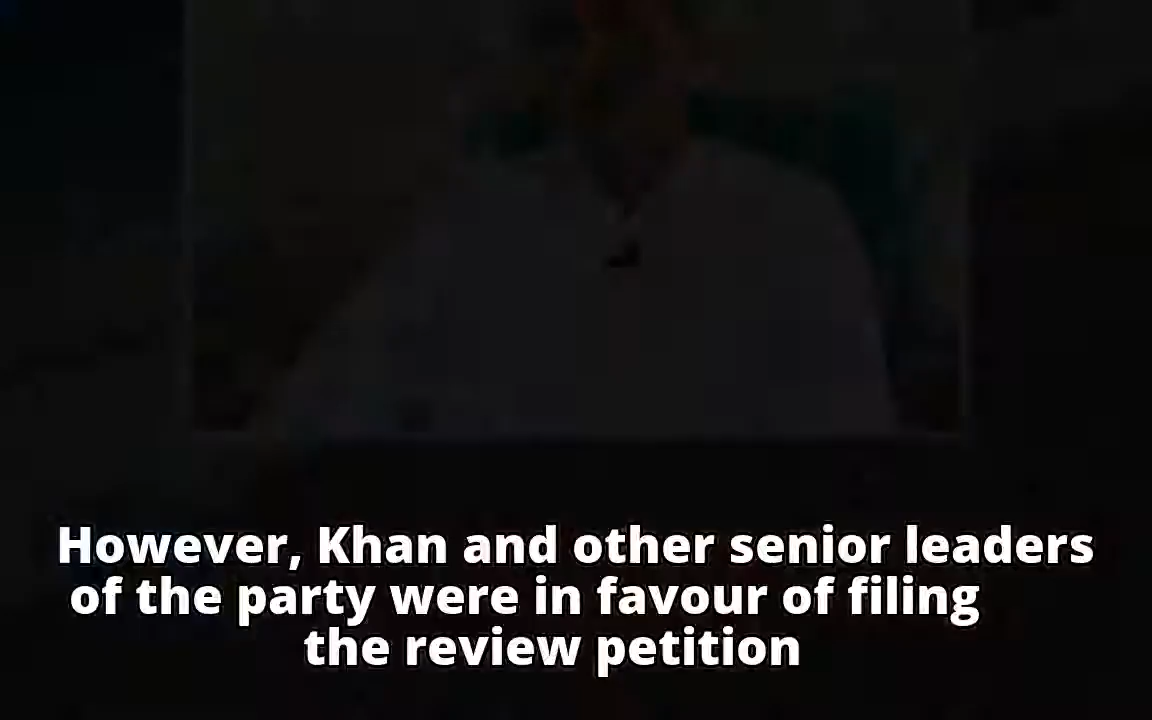 However, Khan and other senior leaders
of the party were in favour of filing
the review petition